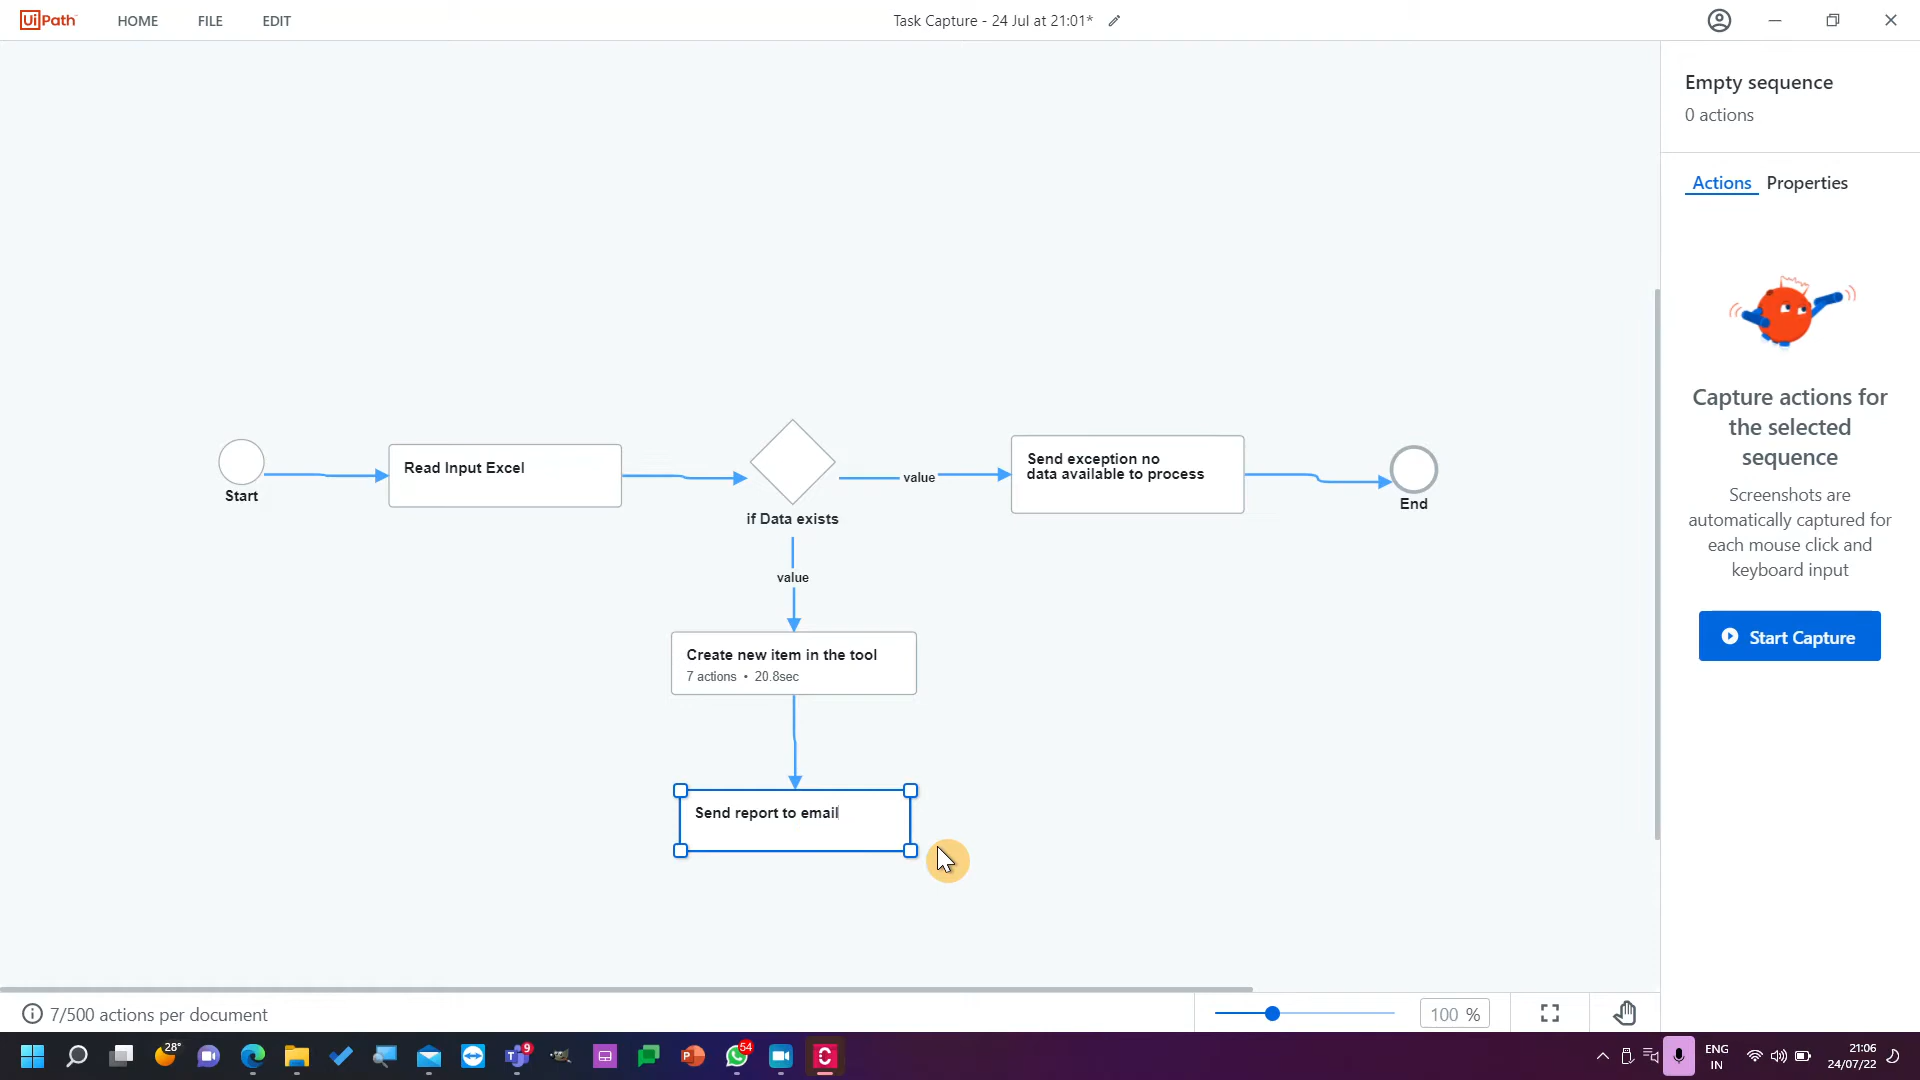 UiPath HOME FILE EDIT Task Capture - 24 Jul at 21:01*
Empty sequence
0 actions
Actions Properties
Capture actions for
the selected
sequence
Screenshots are
automatically captured for
each mouse click and
keyboard input
Start Capture
Start
Read Input Excel
if Data exists
value
Send exception no
data available to process
End
value
Create new item in the tool
7 actions • 20.8sec
Send report to email
7/500 actions per document
100 %
28°
9
54
ENG
IN
21:06
24/07/22